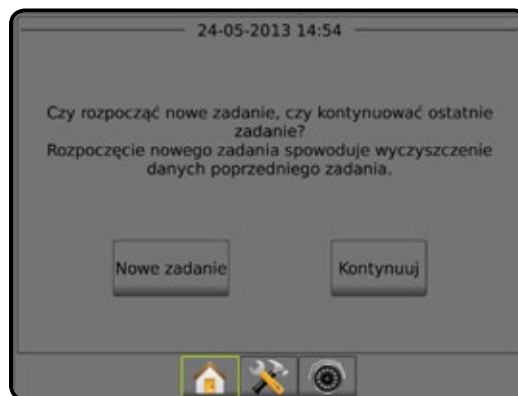 24-05-2013 14:54
Czy rozpocząć nowe zadanie, czy kontynuować ostatnie
zadanie?
Rozpoczęcie nowego zadania spowoduje wyczyszczenie
danych poprzedniego zadania.
Nowe zadanie
Kontynuuj